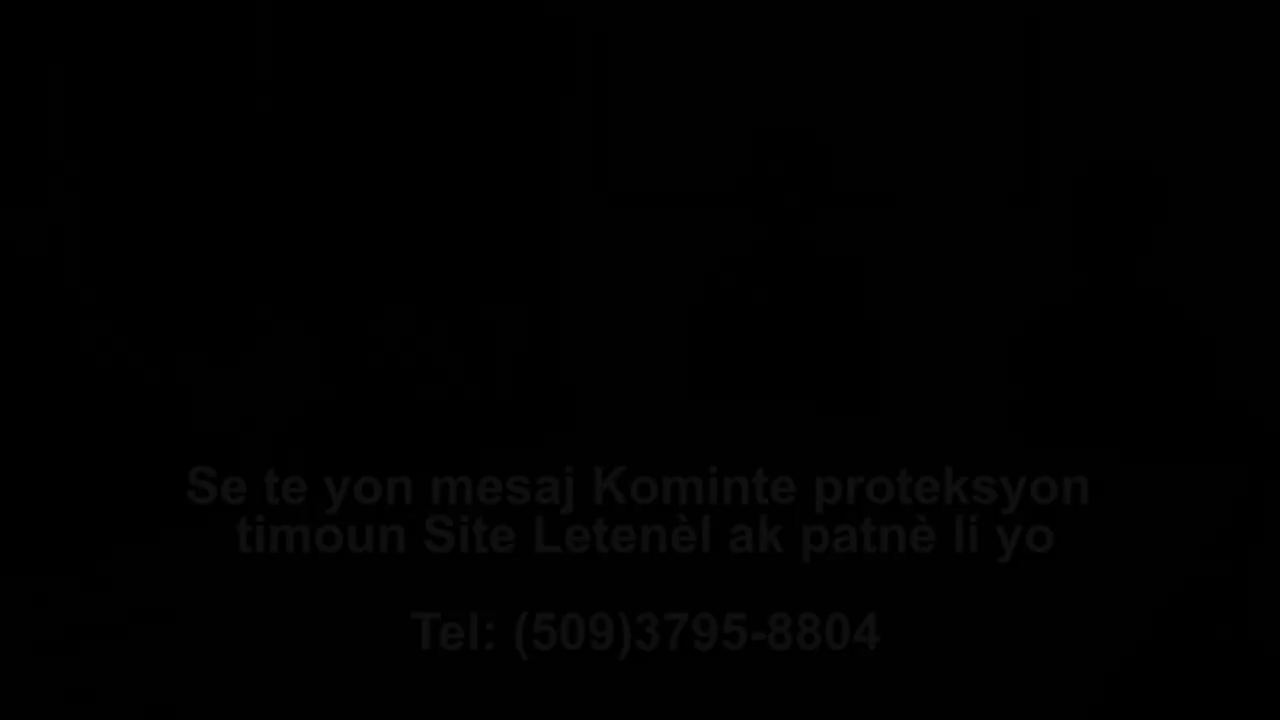 Se te yon mesaj Kominte proteksyon
timoun Site Letenèl ak patnè li yo
Tel: (509)3795-8804